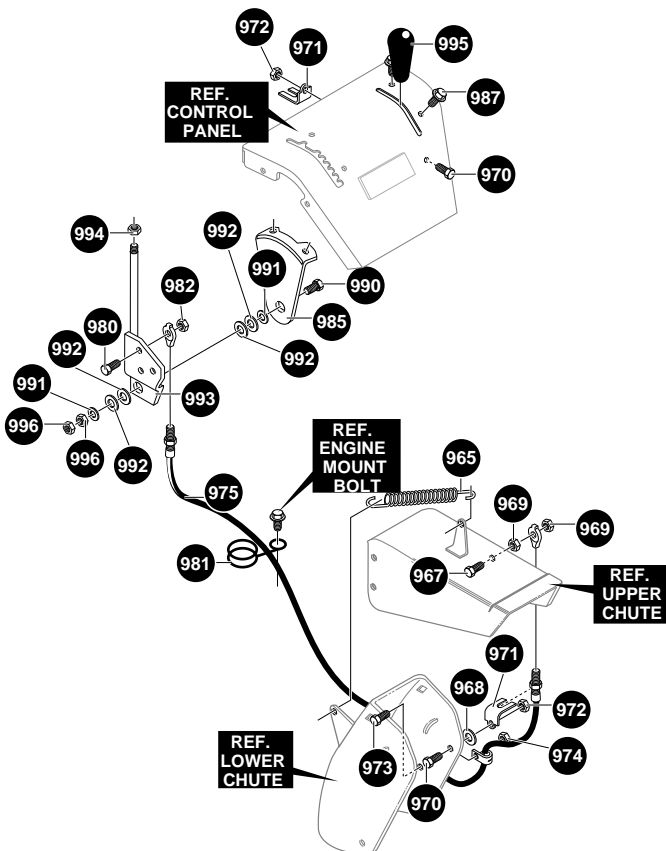 972
971
995
987
REF.
CONTROL
PANEL
970
994
992
991
990
982
985
980
992
992
993
991
996
996
992
REF.
ENGINE
MOUNT
BOLT
965
975
969
969
981
967
REF.
UPPER
CHUTE
971
968
972
REF.
LOWER
CHUTE
973
970
974